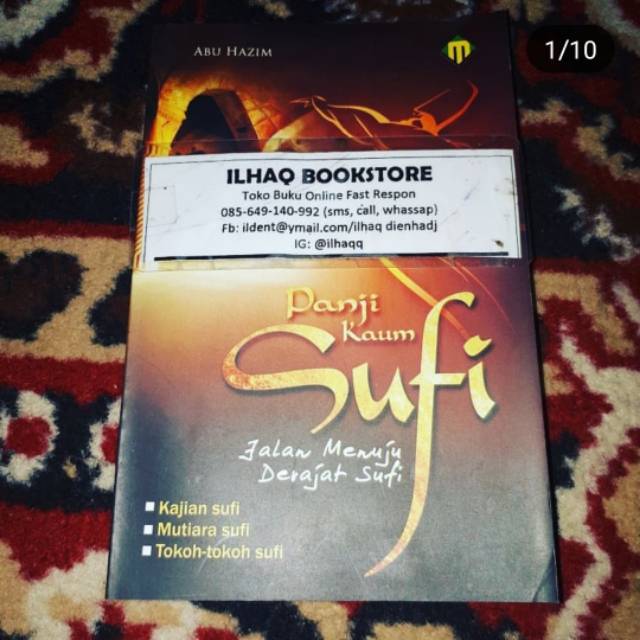 1/10
ABU HAZIM
ILHAQ BOOKSTORE
Toko Buku Online Fast Respon
085-649-140-992 (sms, call, whassap)
Fb: ildent@ymail.com/ilhaq dienhadj
IG: @ilhaqq
Panji
Kaum
Sufi
Jalan Menuju
Derajat Sufi
Kajian sufi
Mutiara sufi
Tokoh-tokoh sufi